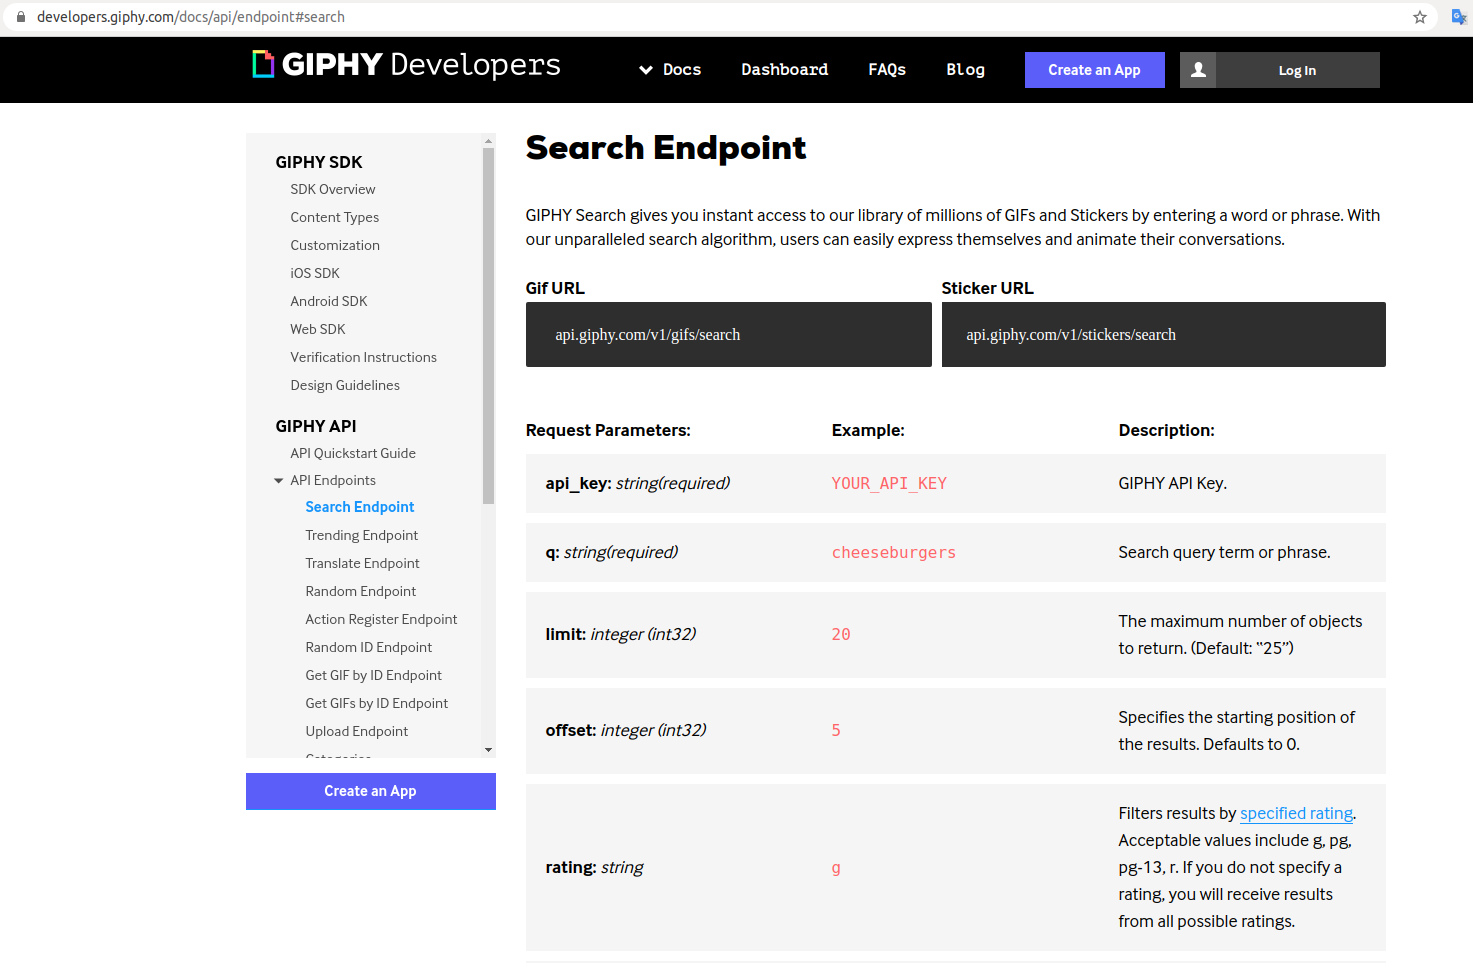 developers.giphy.com/docs/api/endpoint#search
GIPHY Developers
Docs
Dashboard
FAQs
Blog
Create an App
Log In
GIPHY SDK
SDK Overview
Content Types
Customization
iOS SDK
Android SDK
Web SDK
Verification Instructions
Design Guidelines
GIPHY API
API Quickstart Guide
API Endpoints
Search Endpoint
Trending Endpoint
Translate Endpoint
Random Endpoint
Action Register Endpoint
Random ID Endpoint
Get GIF by ID Endpoint
Get GIFs by ID Endpoint
Upload Endpoint
Create an App
Search Endpoint
GIPHY Search gives you instant access to our library of millions of GIFs and Stickers by entering a word or phrase. With
our unparalleled search algorithm, users can easily express themselves and animate their conversations.
Gif URL
api.giphy.com/v1/gifs/search
Sticker URL
api.giphy.com/v1/stickers/search
Request Parameters: Example: Description:
api_key: string(required) YOUR_API_KEY GIPHY API Key.
q: string(required) cheeseburgers Search query term or phrase.
limit: integer (int32) 20 The maximum number of objects
to return. (Default: “25”)
offset: integer (int32) 5 Specifies the starting position of
the results. Defaults to 0.
rating: string g Filters results by specified rating.
Acceptable values include g, pg,
pg-13, r. If you do not specify a
rating, you will receive results
from all possible ratings.